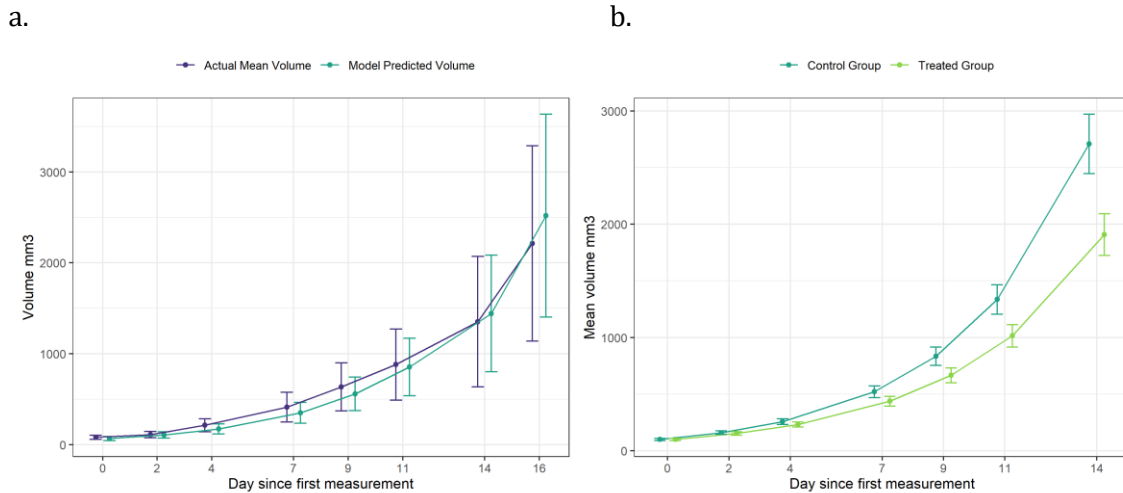 a.
b.
Actual Mean Volume Model Predicted Volume
Control Group Treated Group
Volume mm3
3000
2000
1000
0
0 2 4 7 9 11 14 16
Day since first measurement
Mean volume mm3
3000
2000
1000
0
0 2 4 7 9 11 14
Day since first measurement